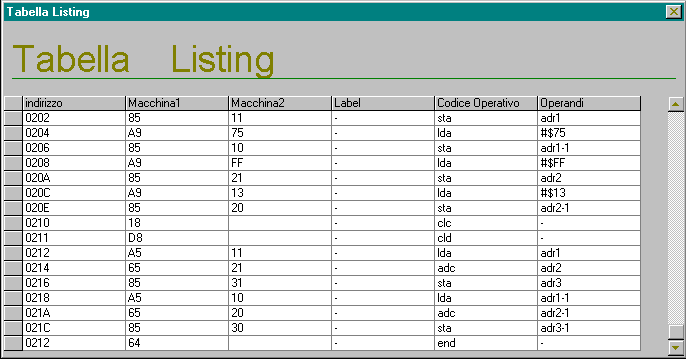 Tabella Listing
Tabella Listing
indirizzo Macchina1 Macchina2 Label Codice Operativo Operandi
0202 85 11 - sta adr1
0204 A9 75 - lda #$75
0206 85 10 - sta adr1-1
0208 A9 FF - lda #$FF
020A 85 21 - sta adr2
020C A9 13 - lda #$13
020E 85 20 - sta adr2-1
0210 18 - clc -
0211 D8 - cld -
0212 A5 11 - lda adr1
0214 65 21 - adc adr2
0216 85 31 - sta adr3
0218 A5 10 - lda adr1-1
021A 65 20 - adc adr2-1
021C 85 30 - sta adr3-1
0212 64 - end -